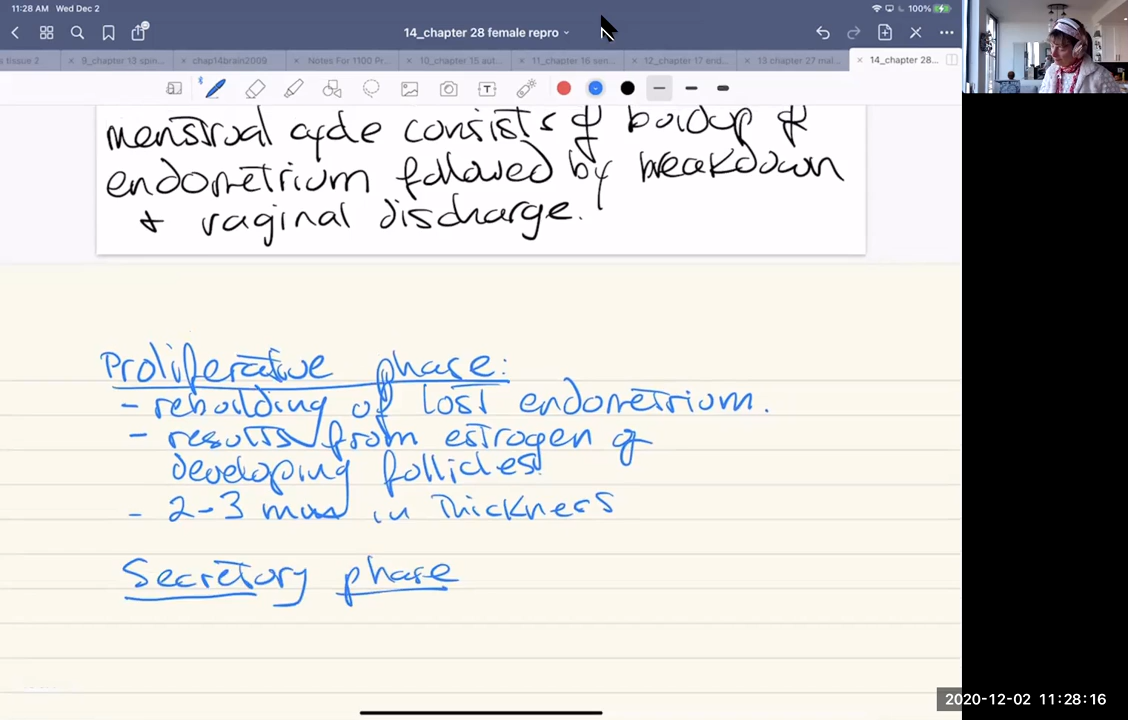 11:28 AM Wed Dec 2
100%
14_chapter 28 female repro
tissue 2
9_chapter 13 spin...
chap14brain2009
Notes For 1100 Pr...
10_chapter 15 aut...
11_chapter 16 sen...
12_chapter 17 end...
13 chapter 27 mal...
14_chapter 28...
menstrual cycle consists of buildup of
endometrium followed by breakdown
+ vaginal discharge.
Proliferative phase:
- rebuilding of lost endometrium.
- results from estrogen of
developing follicles.
- 2-3 mm in thickness
Secretory phase
2020-12-02 11:28:16